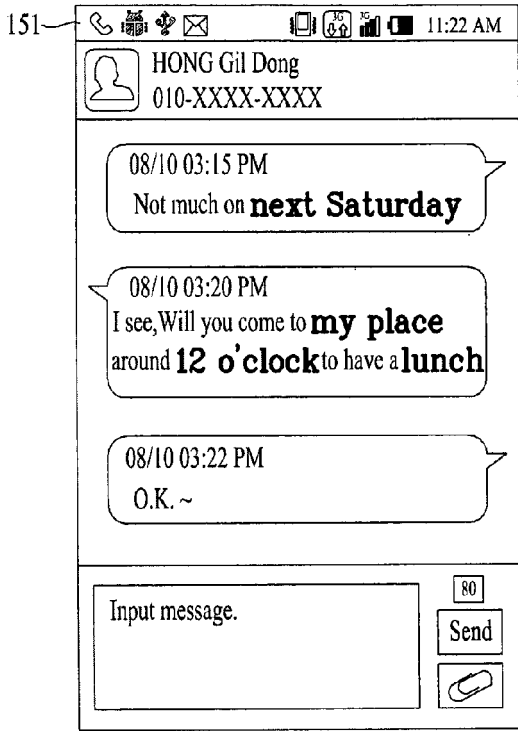 151
3G
11:22 AM
HONG Gil Dong
010-XXXX-XXXX
08/10 03:15 PM
Not much on next Saturday
08/10 03:20 PM
I see,Will you come to my place
around 12 o'clock to have a lunch
08/10 03:22 PM
O.K. ~
Input message.
80
Send